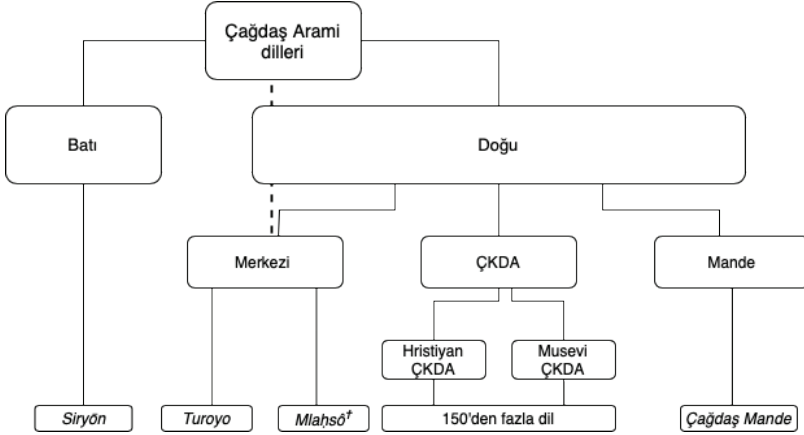 Çağdaş Arami
dilleri
Batı
Doğu
Merkezi
ÇKDA
Mande
Hristiyan
ÇKDA
Musevi
ÇKDA
Siryōn
Turoyo
Mlaḥsô†
150'den fazla dil
Çağdaş Mande